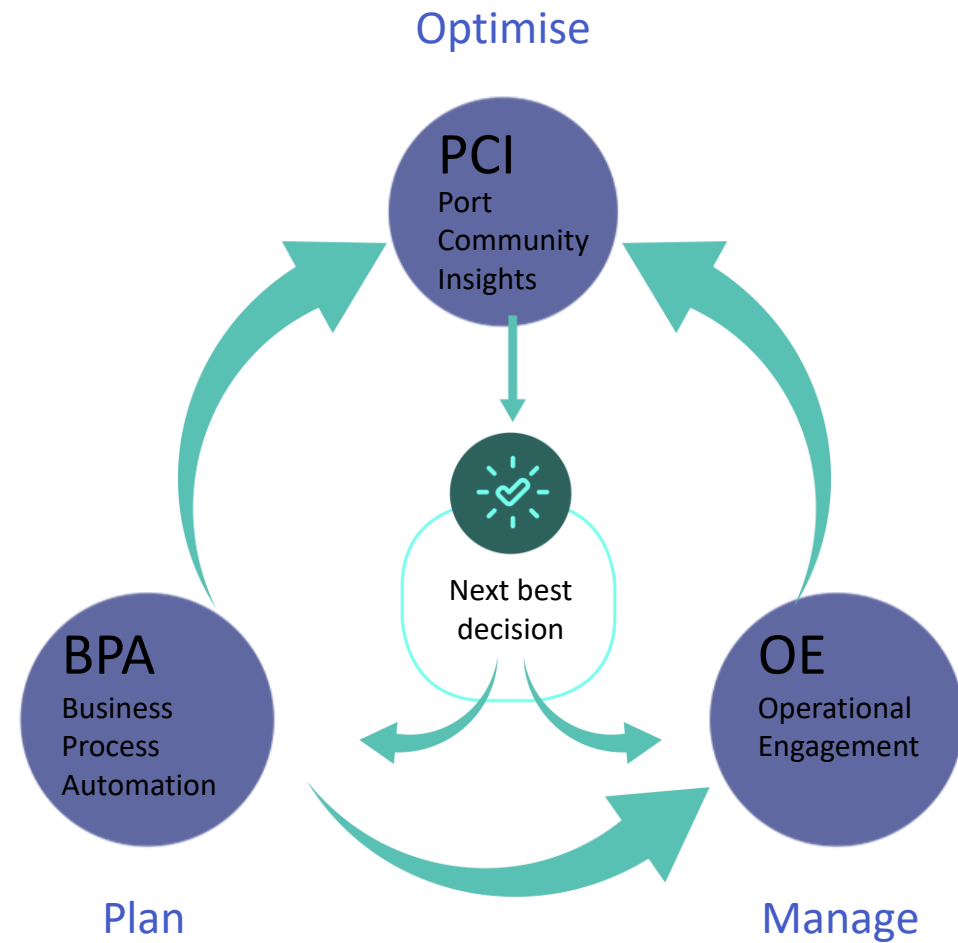 Optimise
PCI
Port
Community
Insights
Next best
decision
BPA
Business
Process
Automation
OE
Operational
Engagement
Plan
Manage